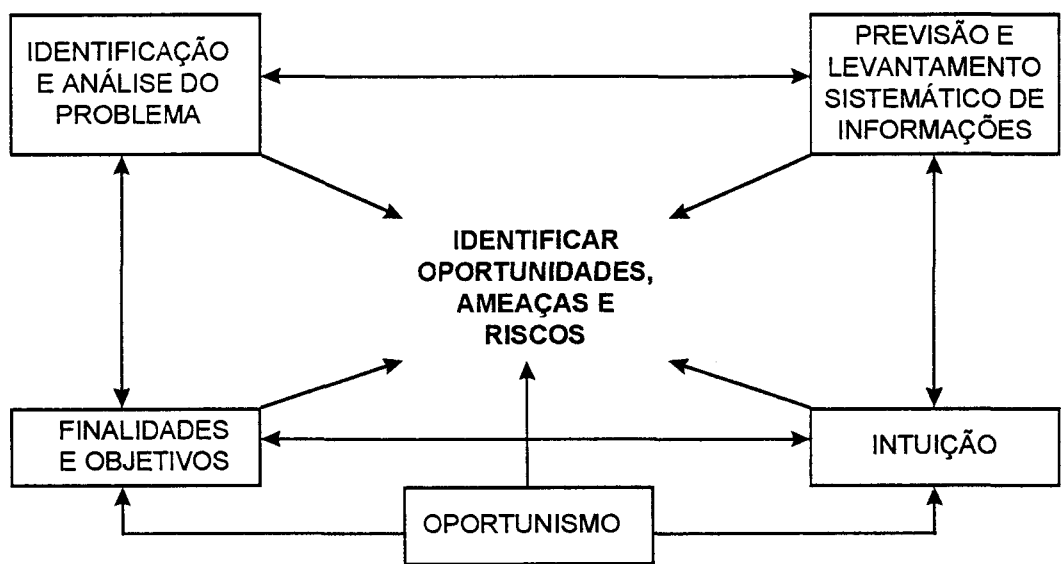 IDENTIFICAÇÃO
E ANÁLISE DO
PROBLEMA
PREVISÃO E
LEVANTAMENTO
SISTEMÁTICO DE
INFORMAÇÕES
IDENTIFICAR
OPORTUNIDADES,
AMEAÇAS E
RISCOS
FINALIDADES
E OBJETIVOS
INTUIÇÃO
OPORTUNISMO